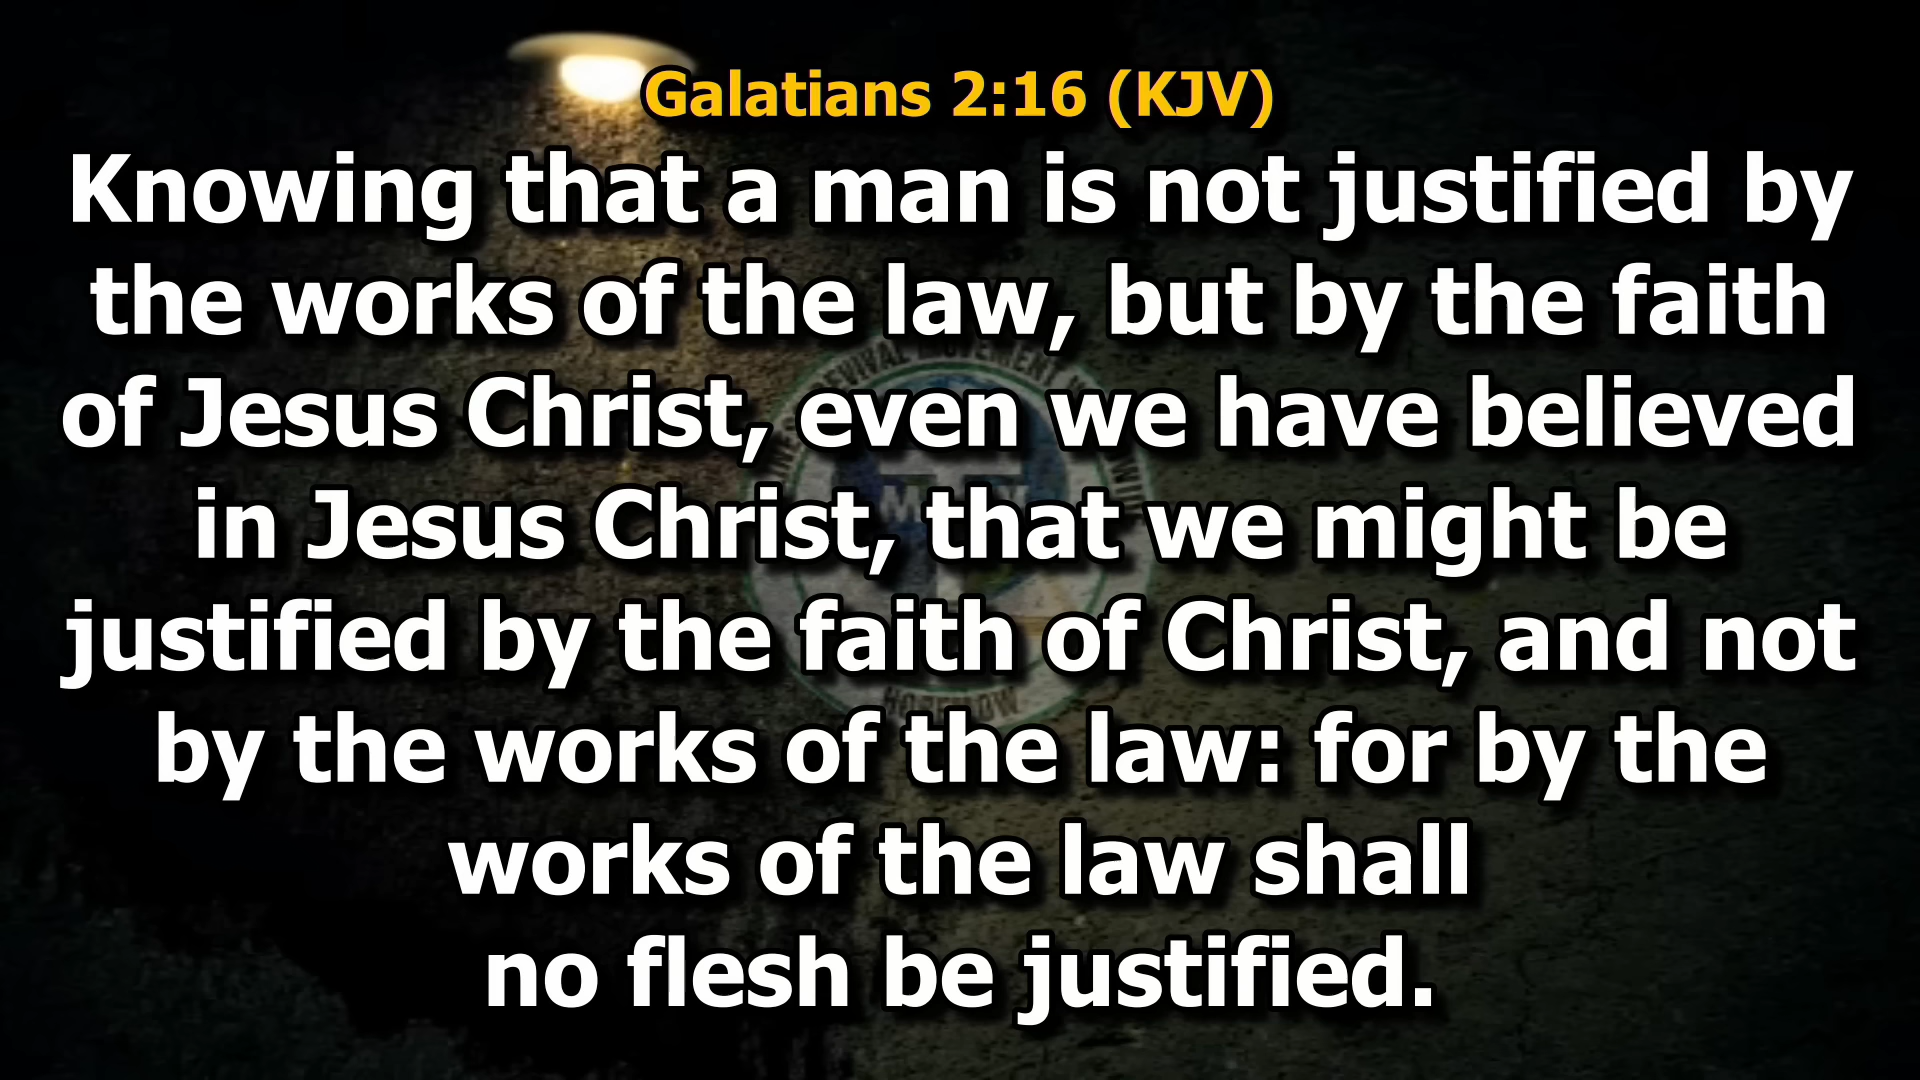 Galatians 2:16 (KJV)
Knowing that a man is not justified by
the works of the law, but by the faith
of Jesus Christ, even we have believed
in Jesus Christ, that we might be
justified by the faith of Christ, and not
by the works of the law: for by the
works of the law shall
no flesh be justified.
REVIVAL MOVEMENT